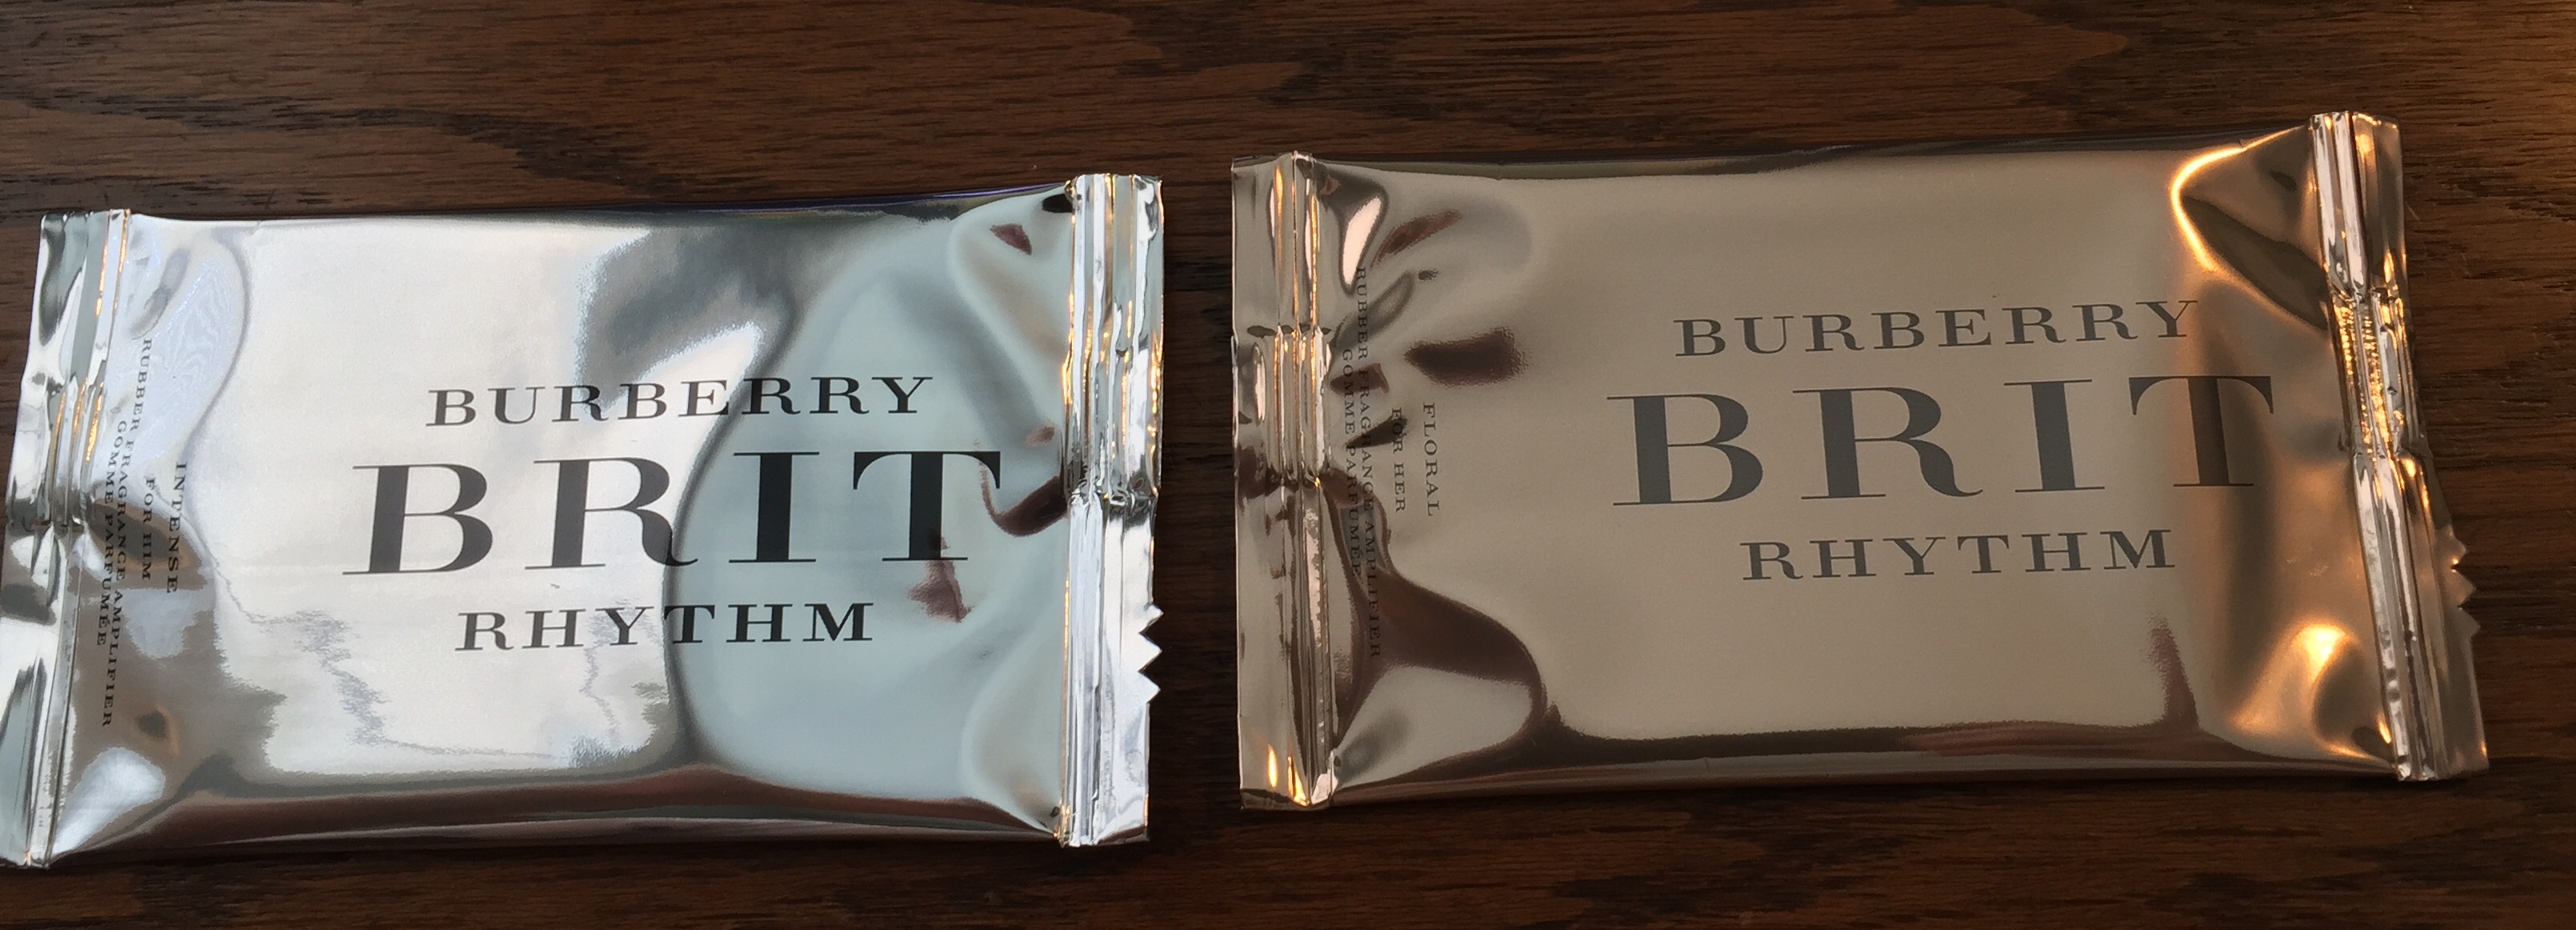 BURBERRY
BRIT
RHYTHM
INTENSE
FOR HIM
RUBBER FRAGRANCE AMPLIFIER
GOMME PARFUMÉE
BURBERRY
BRIT
RHYTHM
FLORAL
FOR HER
RUBBER FRAGRANCE AMPLIFIER
GOMME PARFUMÉE